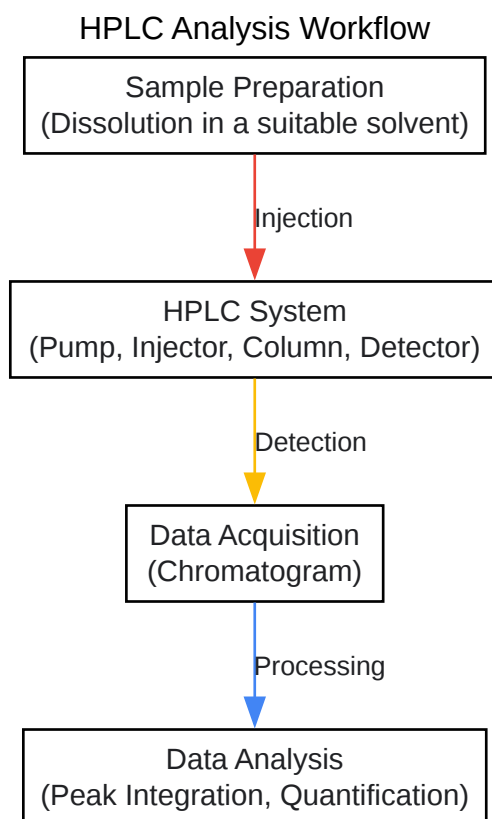 HPLC Analysis Workflow
Sample Preparation
(Dissolution in a suitable solvent)
Injection
HPLC System
(Pump, Injector, Column, Detector)
Detection
Data Acquisition
(Chromatogram)
Processing
Data Analysis
(Peak Integration, Quantification)